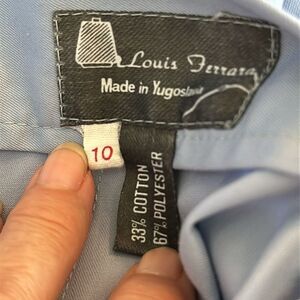 Louis Ferrara
Made in Yugoslavia
10
33% COTTON
67% POLYESTER